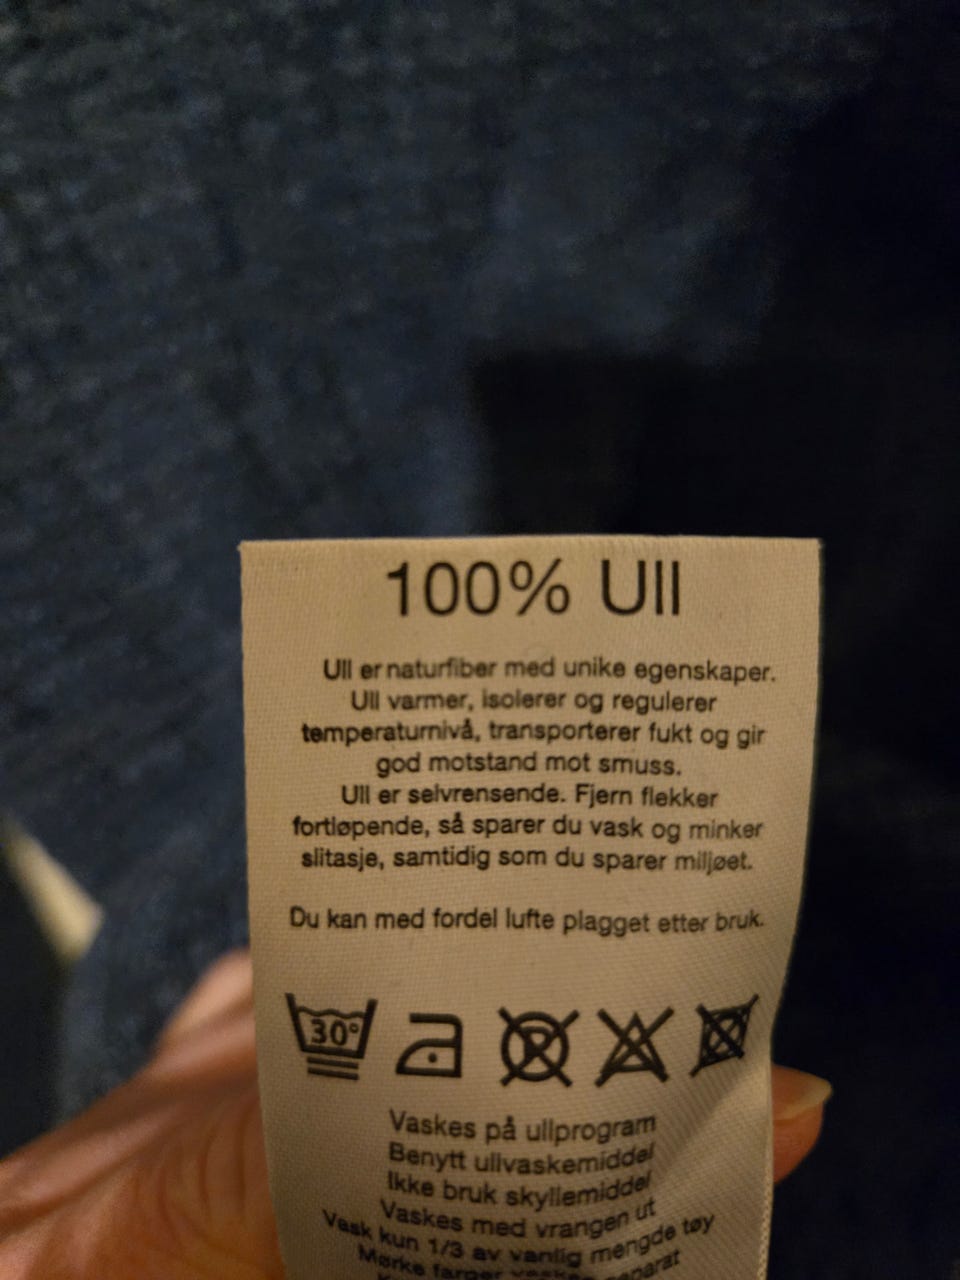 100% Ull
Ull er naturfiber med unike egenskaper.
Ull varmer, isolerer og regulerer
temperaturnivå, transporterer fukt og gir
god motstand mot smuss.
Ull er selvrensende. Fjern flekker
fortløpende, så sparer du vask og minker
slitasje, samtidig som du sparer miljøet.
Du kan med fordel lufte plagget etter bruk.
30°
Vaskes på ullprogram
Benytt ullvaskemiddel
Ikke bruk skyllemiddel
Vaskes med vrangen ut
Vask kun 1/3 av vanlig mengde tøy
Mørke farger vaskes separat